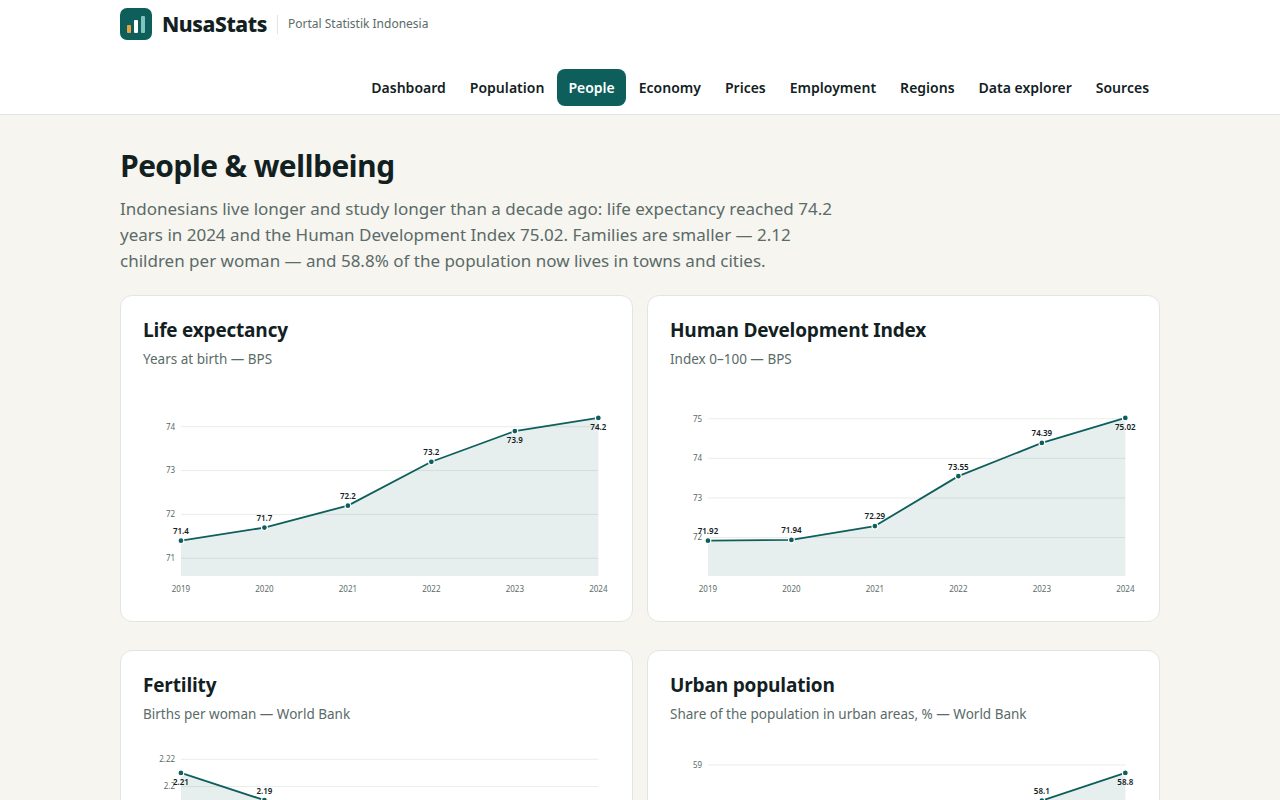 NusaStats
Portal Statistik Indonesia
Dashboard Population People Economy Prices Employment Regions Data explorer Sources
People & wellbeing
Indonesians live longer and study longer than a decade ago: life expectancy reached 74.2
years in 2024 and the Human Development Index 75.02. Families are smaller — 2.12
children per woman — and 58.8% of the population now lives in towns and cities.
Life expectancy
Years at birth — BPS
74
73
72
71
71.4
71.7
72.2
73.2
73.9
74.2
2019 2020 2021 2022 2023 2024
Human Development Index
Index 0–100 — BPS
75
74
73
72
71.92
71.94
72.29
73.55
74.39
75.02
2019 2020 2021 2022 2023 2024
Fertility
Births per woman — World Bank
2.22
2.2
2.21
2.19
Urban population
Share of the population in urban areas, % — World Bank
59
58.1
58.8